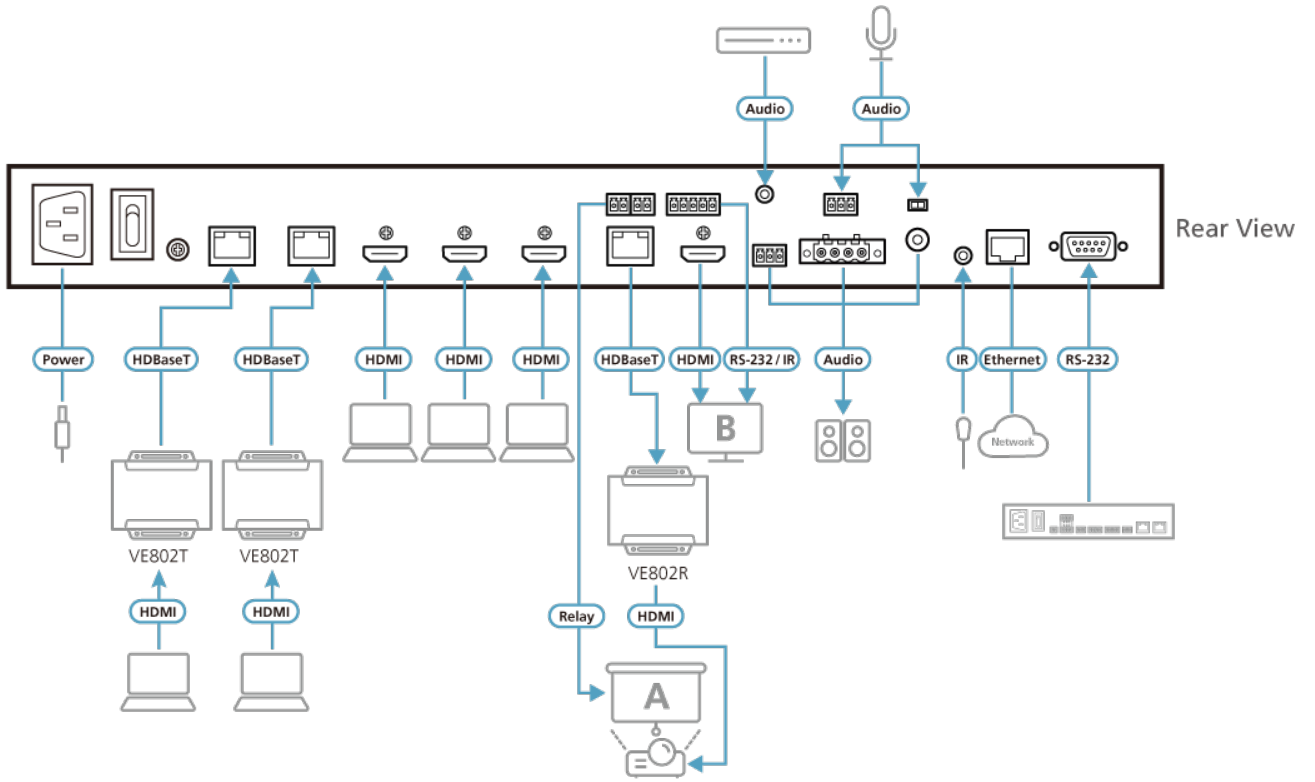 Audio
Audio
Rear View
Power
HDBaseT
HDBaseT
HDMI
HDMI
HDMI
HDBaseT
HDMI
RS-232 / IR
Audio
IR
Ethernet
RS-232
B
Network
VE802T
VE802T
VE802R
HDMI
HDMI
Relay
HDMI
A